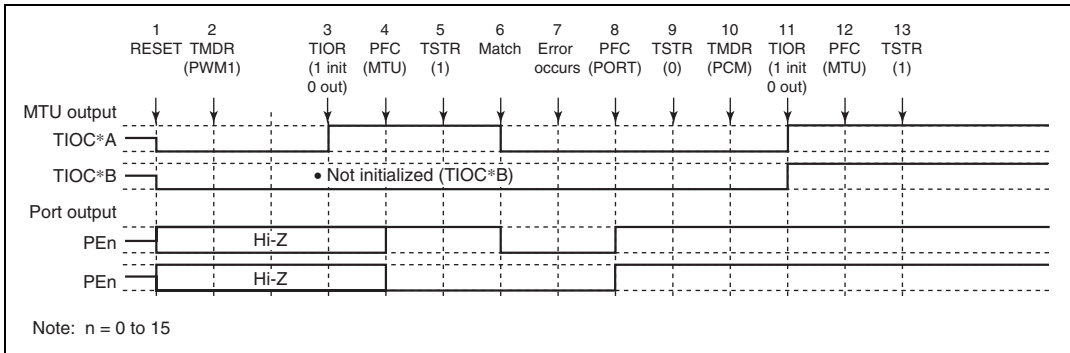 1 2 3 4 5 6 7 8 9 10 11 12 13
RESET TMDR TIOR PFC TSTR Match Error PFC TSTR TMDR TIOR PFC TSTR
(PWM1) (1 init (MTU) (1) occurs (PORT) (0) (PCM) (1 init (MTU) (1)
0 out) 0 out)
MTU output
TIOC*A
TIOC*B • Not initialized (TIOC*B)
Port output
PEn Hi-Z
PEn Hi-Z
Note: n = 0 to 15